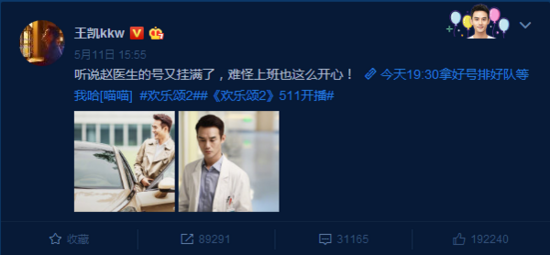 王凯kkw
5月11日 15:55
听说赵医生的号又挂满了，难怪上班也这么开心！ 今天19:30拿好号排好队等
我哈[喵喵] #欢乐颂2##《欢乐颂2》511开播#
收藏 89291 31165 192240